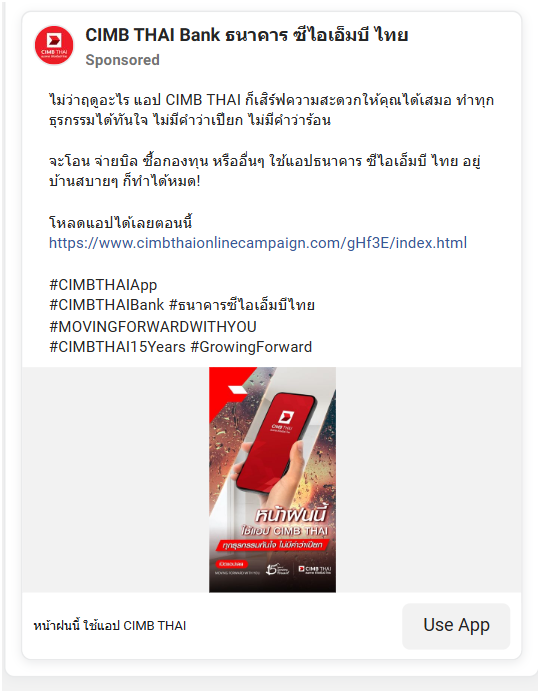 CIMB THAI Bank ธนาคาร ซีไอเอ็มบี ไทย
Sponsored
ไม่ว่าฤดูอะไร แอป CIMB THAI ก็เสิร์ฟความสะดวกให้คุณได้เสมอ ทำทุก
ธุรกรรมได้ทันใจ ไม่มีคำว่าเปียก ไม่มีคำว่าร้อน
จะโอน จ่ายบิล ซื้อกองทุน หรืออื่นๆ ใช้แอปธนาคาร ซีไอเอ็มบี ไทย อยู่
บ้านสบายๆ ก็ทำได้หมด!
โหลดแอปได้เลยตอนนี้
https://www.cimbthaionlinecampaign.com/gHf3E/index.html
#CIMBTHAIApp
#CIMBTHAIBank #ธนาคารซีไอเอ็มบีไทย
#MOVINGFORWARDWITHYOU
#CIMBTHAI15Years #GrowingForward
CIMB THAI
หน้าฝนนี้
ใช้แอป CIMB THAI
ทุกธุรกรรมทันใจ ไม่มีคำว่าเปียก
MOVING FORWARD WITH YOU
CIMB THAI
หน้าฝนนี้ ใช้แอป CIMB THAI
Use App